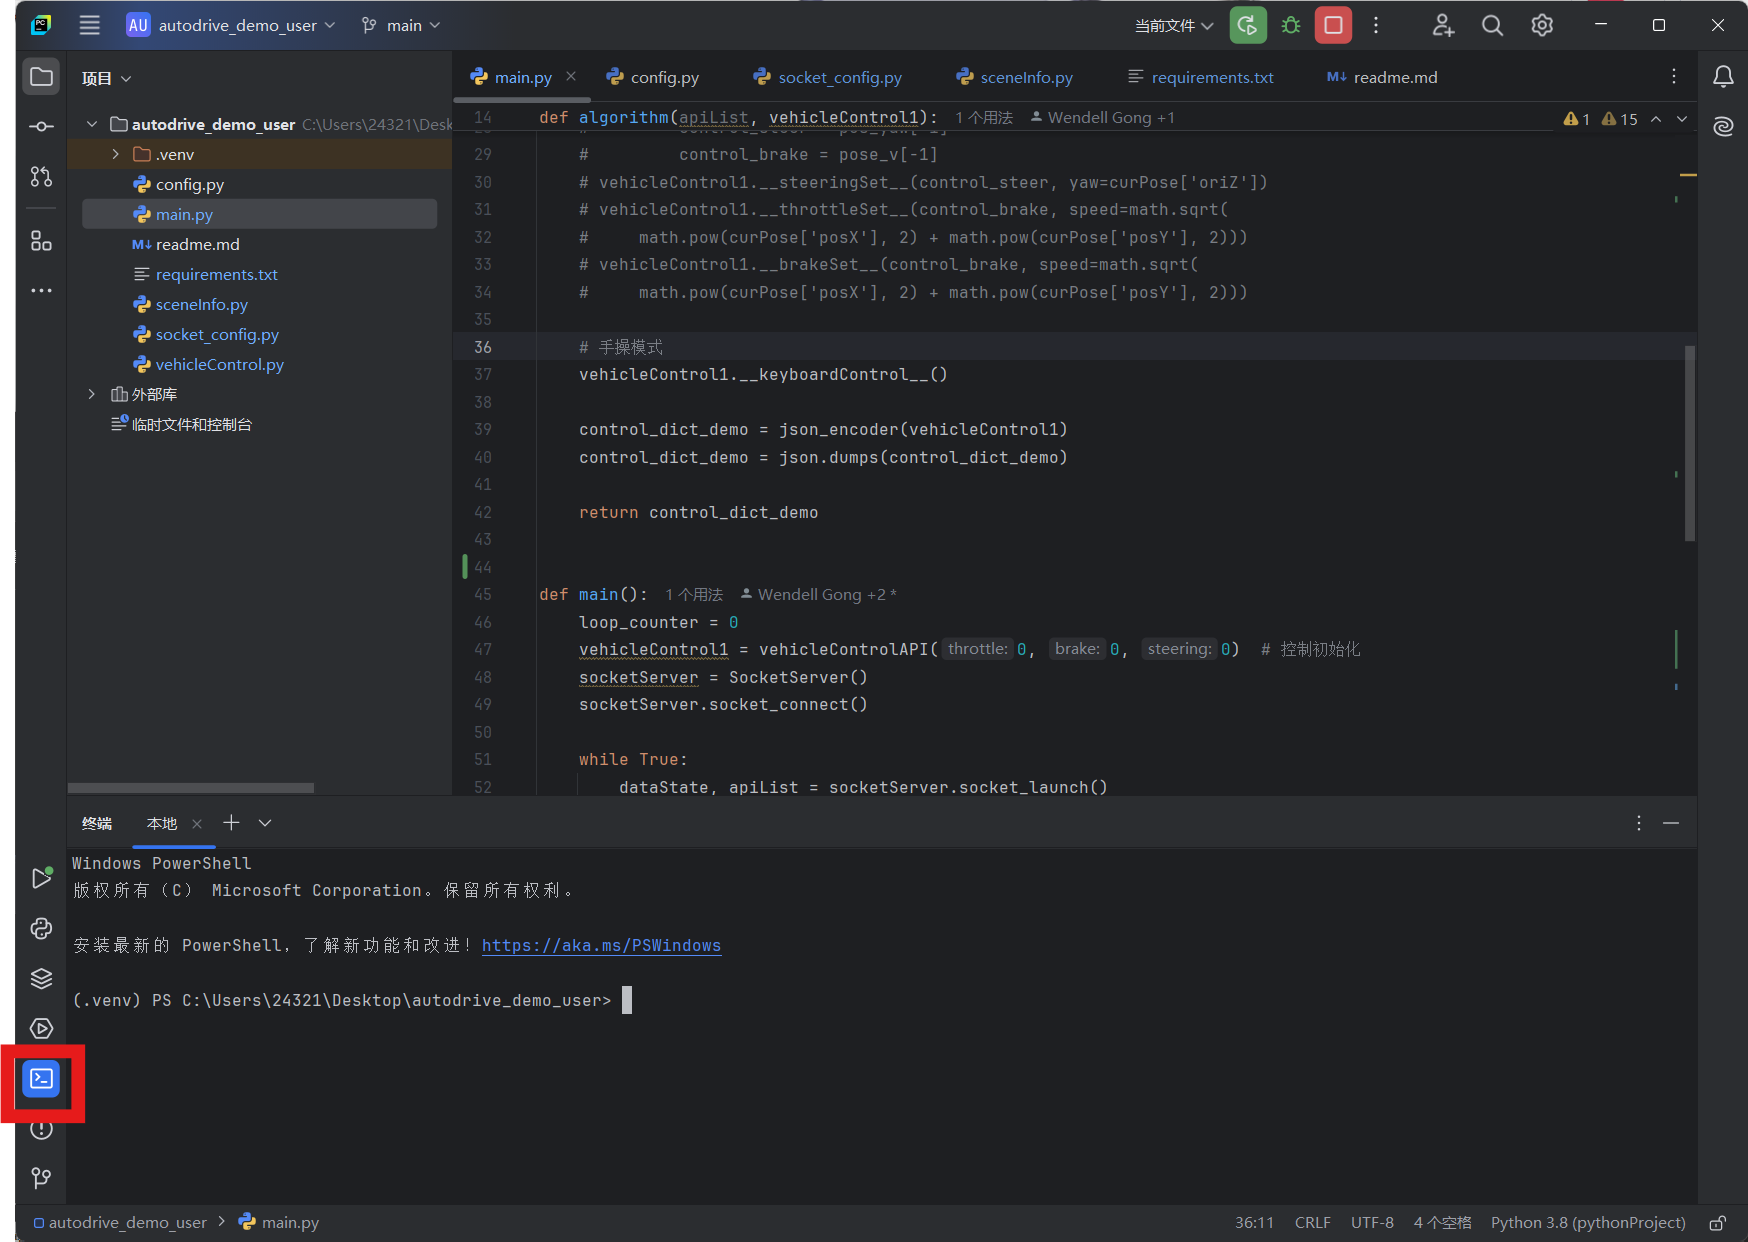 AU autodrive_demo_user main 当前文件
项目
main.py config.py socket_config.py sceneInfo.py requirements.txt M↓ readme.md
autodrive_demo_user C:\Users\24321\Desk
.venv
config.py
main.py
M↓ readme.md
requirements.txt
sceneInfo.py
socket_config.py
vehicleControl.py
外部库
临时文件和控制台
14 def algorithm(apiList, vehicleControl1): 1 个用法 Wendell Gong +1 1 15
29 # control_brake = pose_v[-1]
30 # vehicleControl1.__steeringSet__(control_steer, yaw=curPose['oriZ'])
31 # vehicleControl1.__throttleSet__(control_brake, speed=math.sqrt(
32 # math.pow(curPose['posX'], 2) + math.pow(curPose['posY'], 2)))
33 # vehicleControl1.__brakeSet__(control_brake, speed=math.sqrt(
34 # math.pow(curPose['posX'], 2) + math.pow(curPose['posY'], 2)))
35
36 # 手操模式
37 vehicleControl1.__keyboardControl__()
38
39 control_dict_demo = json_encoder(vehicleControl1)
40 control_dict_demo = json.dumps(control_dict_demo)
41
42 return control_dict_demo
43
44
45 def main(): 1 个用法 Wendell Gong +2 *
46 loop_counter = 0
47 vehicleControl1 = vehicleControlAPI( throttle: 0, brake: 0, steering: 0) # 控制初始化
48 socketServer = SocketServer()
49 socketServer.socket_connect()
50
51 while True:
52 dataState, apiList = socketServer.socket_launch()
终端 本地
Windows PowerShell
版权所有（C） Microsoft Corporation。保留所有权利。
安装最新的 PowerShell，了解新功能和改进！https://aka.ms/PSWindows
(.venv) PS C:\Users\24321\Desktop\autodrive_demo_user>
autodrive_demo_user main.py 36:11 CRLF UTF-8 4 个空格 Python 3.8 (pythonProject)